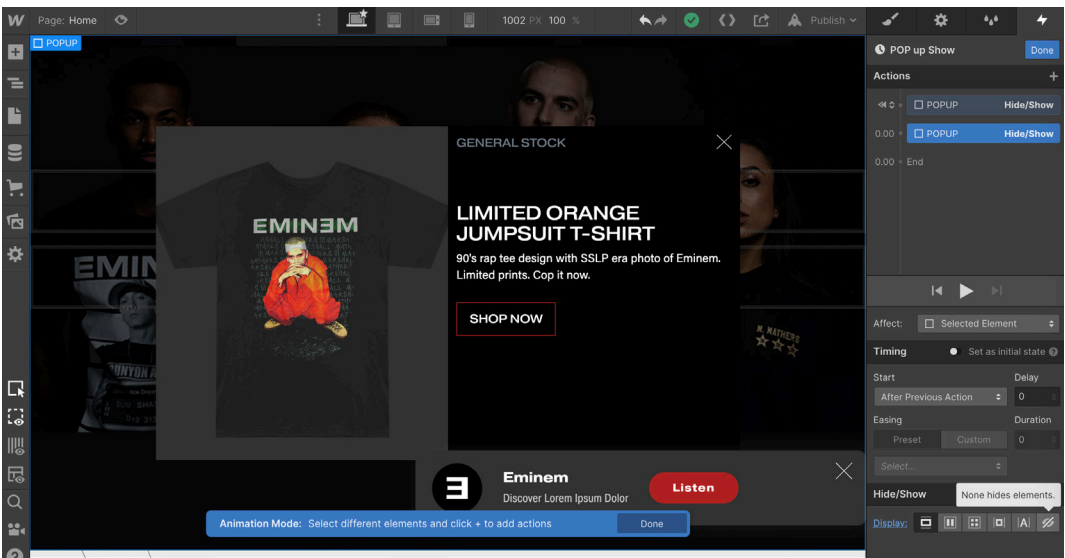 Page: Home
1002 PX 100 %
Publish
POPUP
POP up Show
Done
Actions
POPUP Hide/Show
0.00 POPUP Hide/Show
0.00 End
GENERAL STOCK
EMINƎM
LIMITED ORANGE
JUMPSUIT T-SHIRT
90's rap tee design with SSLP era photo of Eminem.
Limited prints. Cop it now.
SHOP NOW
EMIN
M. MATHERS
Affect: Selected Element
Timing Set as initial state
Start Delay
After Previous Action 0
Easing Duration
Preset Custom 0
Select...
Hide/Show
None hides elements.
Display:
Eminem
Discover Lorem Ipsum Dolor
Listen
Animation Mode: Select different elements and click + to add actions
Done